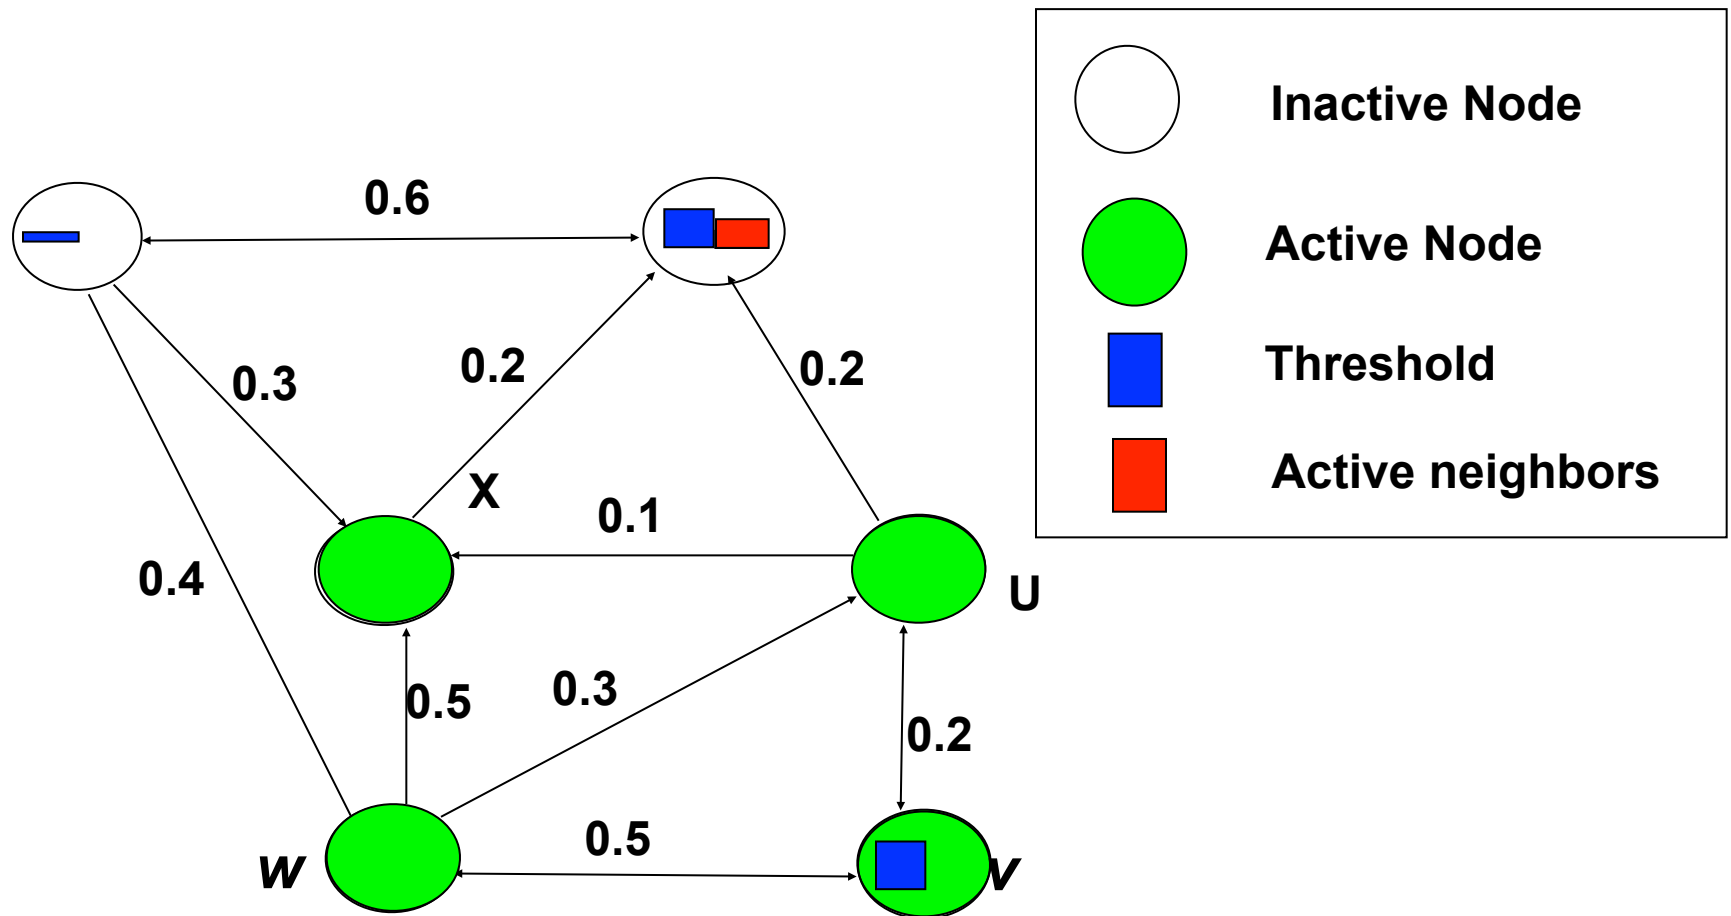 Inactive Node
Active Node
Threshold
Active neighbors
0.6
0.3
0.2
0.2
X
0.1
0.4
U
0.5
0.3
0.2
0.5
w
v